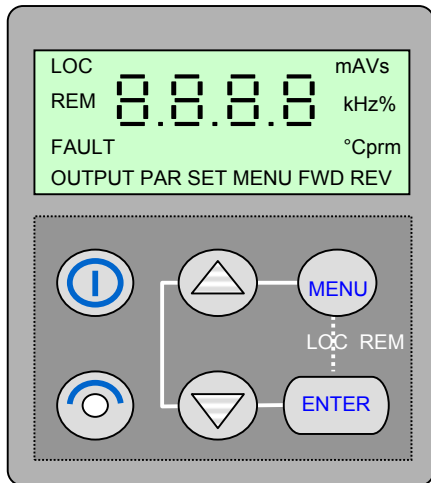 LOC mAVs
REM 8.8.8.8 kHz%
FAULT °Cprm
OUTPUT PAR SET MENU FWD REV
MENU
LOC REM
ENTER